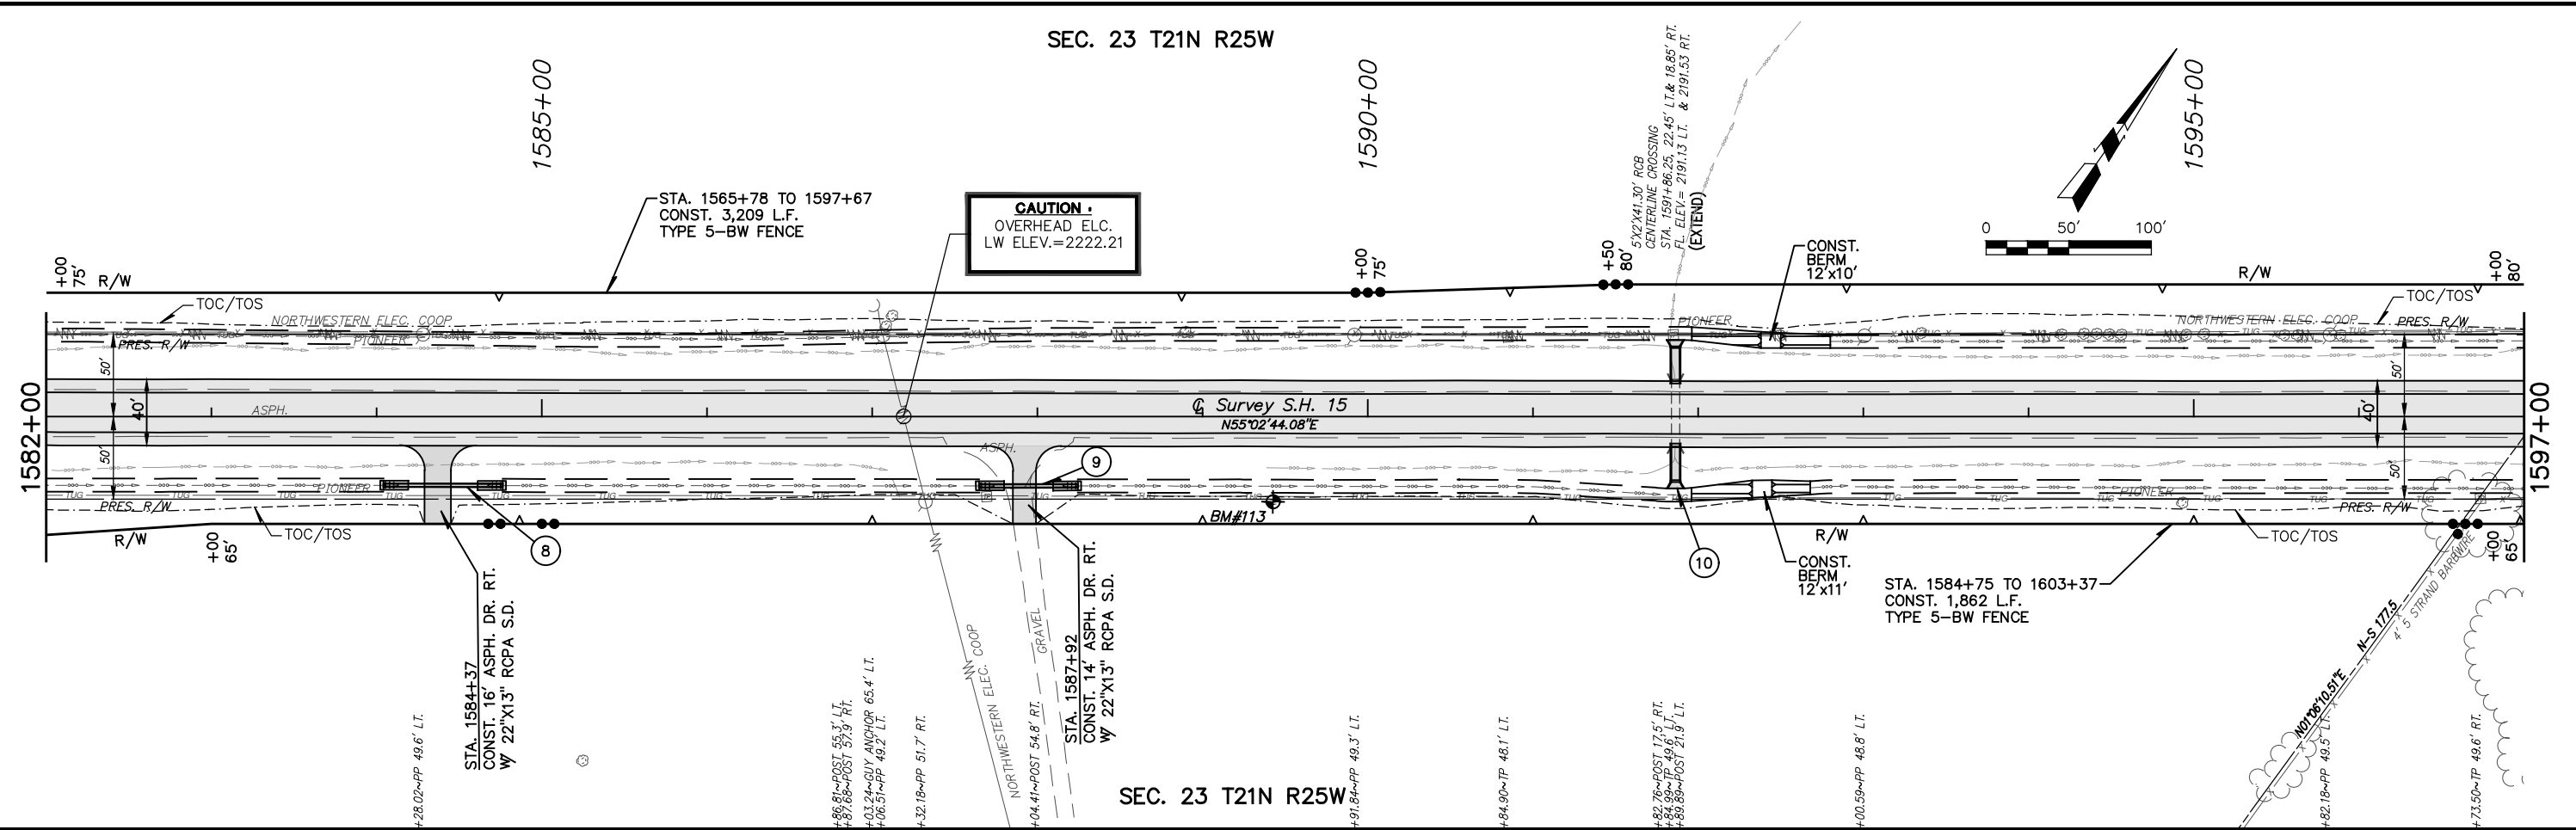 SEC. 23 T21N R25W
1585+00
1590+00
1595+00
STA. 1565+78 TO 1597+67
CONST. 3,209 L.F.
TYPE 5-BW FENCE
CAUTION
OVERHEAD ELC.
LW ELEV.=2222.21
5'X2'X41.30' RCB
CENTERLINE CROSSING
STA. 1591+86.25, 22.45' LT.& 18.85' RT.
FL. ELEV.= 2191.13 LT. & 2191.53 RT.
(EXTEND)
CONST.
BERM
12'x10'
0 50' 100'
+00
75'
R/W
+00
75'
+50
80'
R/W
+00
80'
TOC/TOS
NORTHWESTERN ELEC. COOP
PIONEER
PRES. R/W
PIONEER
TOC/TOS
NORTHWESTERN ELEC. COOP
PRES. R/W
TUG
50'
40'
50'
ASPH.
1582+00
℄ Survey S.H. 15
N55°02'44.08"E
50'
40'
50'
1597+00
ASPH.
9
PIONEER
TUG
PRES. R/W
TOC/TOS
R/W
+00
65'
8
BM#113
10
R/W
PIONEER
PRES. R/W
TOC/TOS
+00
65'
CONST.
BERM
12'x11'
STA. 1584+75 TO 1603+37
CONST. 1,862 L.F.
TYPE 5-BW FENCE
STA. 1584+37
CONST. 16' ASPH. DR. RT.
W/ 22"X13" RCPA S.D.
STA. 1587+92
CONST. 14' ASPH. DR. RT.
W/ 22"X13" RCPA S.D.
NORTHWESTERN ELEC. COOP
GRAVEL
N-S 177.5
4' 5 STRAND BARBWIRE
N01°06'10.51"E
+28.02~PP 49.6' LT.
+86.81~POST 55.3' LT.
+87.68~POST 57.9' RT.
+03.24~GUY ANCHOR 65.4' LT.
+06.51~PP 49.2' LT.
+32.18~PP 51.7' RT.
+04.41~POST 54.8' RT.
+91.84~PP 49.3' LT.
+84.90~TP 48.1' LT.
+82.76~POST 17.5' RT.
+84.99~TP 49.6' LT.
+89.89~POST 21.9' LT.
+00.59~PP 48.8' LT.
+82.18~PP 49.5' LT.
+73.50~TP 49.6' RT.
SEC. 23 T21N R25W